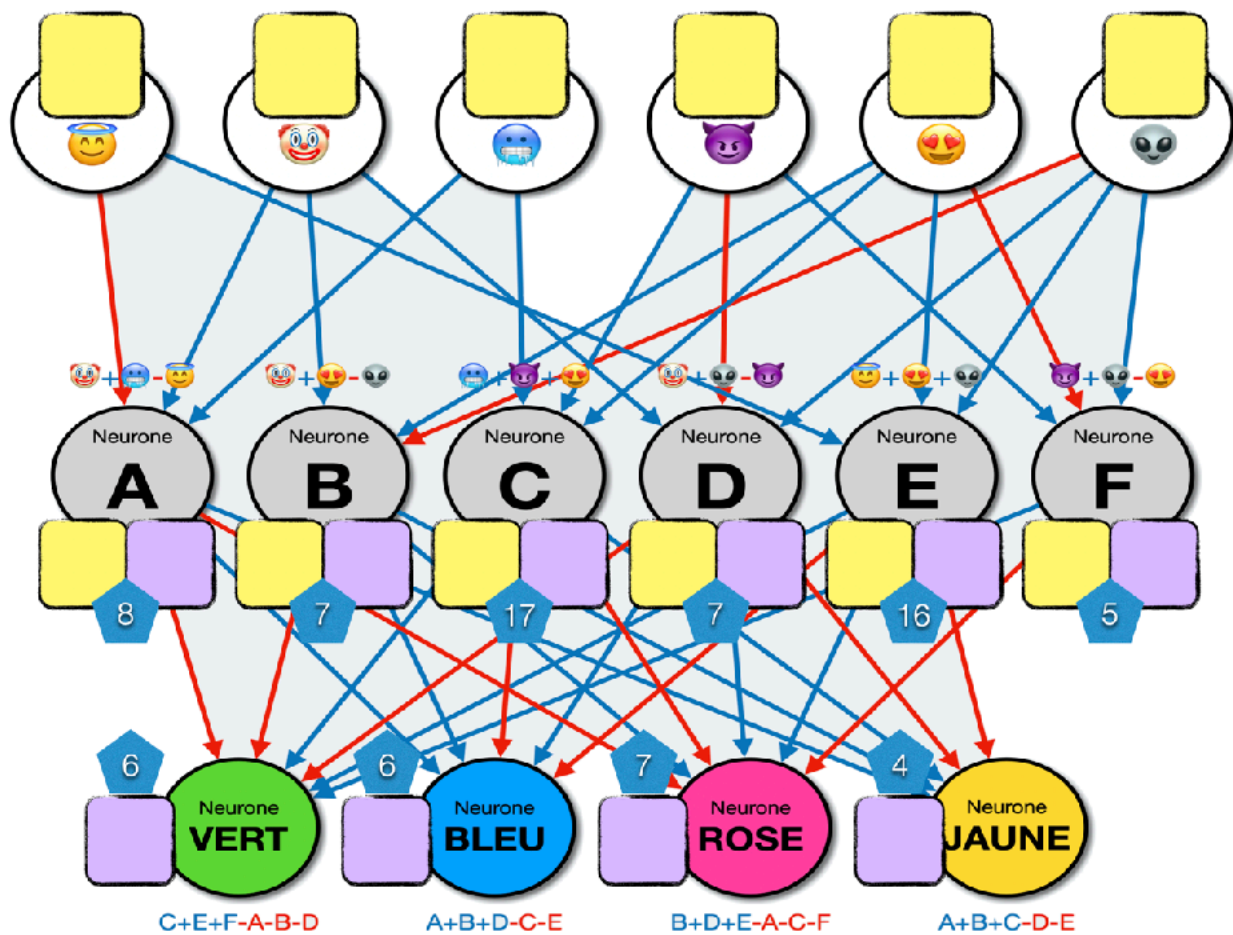 🤡+🥶-😇
🤡+😍-👽
🥶+😈+😍
🤡+👽-😈
😇+😍+👽
😈+👽-😍
Neurone
A
Neurone
B
Neurone
C
Neurone
D
Neurone
E
Neurone
F
8
7
17
7
16
5
6
Neurone
VERT
6
Neurone
BLEU
7
Neurone
ROSE
4
Neurone
JAUNE
C+E+F-A-B-D
A+B+D-C-E
B+D+E-A-C-F
A+B+C-D-E